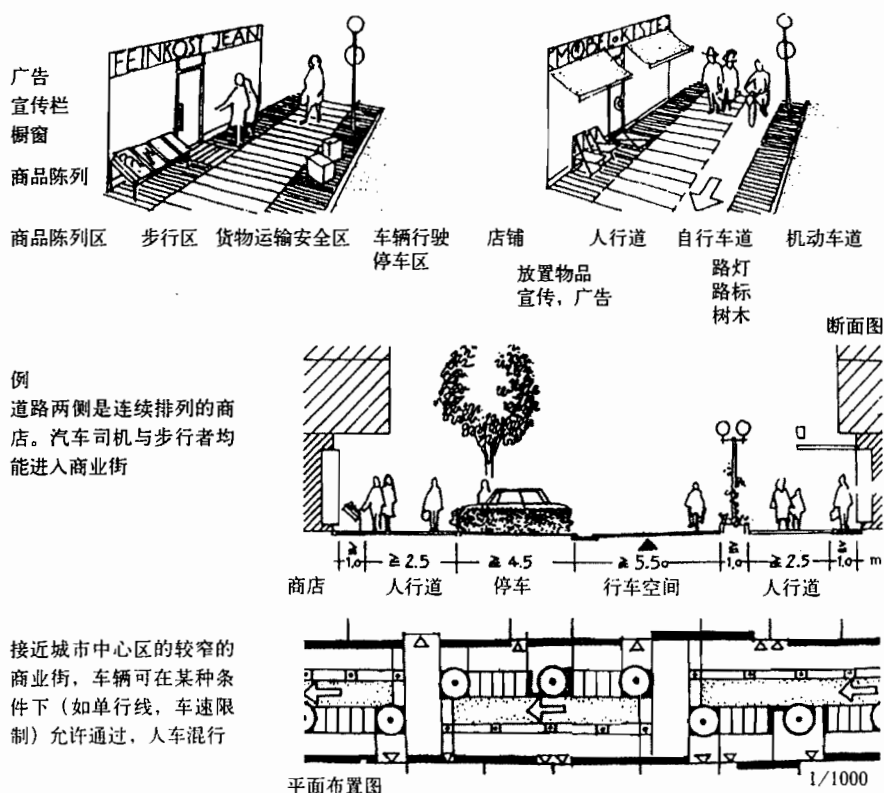 FEINKOST JEAN
MÖBEL·KISTE
广告
宣传栏
橱窗
商品陈列
商品陈列区 步行区 货物运输安全区 车辆行驶 店铺 人行道 自行车道 机动车道
停车区
放置物品
宣传，广告
路灯
路标
树木
断面图
例
道路两侧是连续排列的商
店。汽车司机与步行者均
能进入商业街
≧1.0 ≧2.5 ≧4.5 ≧5.5 ≧1.0 ≧2.5 ≧1.0 m
商店 人行道 停车 行车空间 人行道
接近城市中心区的较窄的
商业街，车辆可在某种条
件下（如单行线，车速限
制）允许通过，人车混行
平面布置图
1/1000